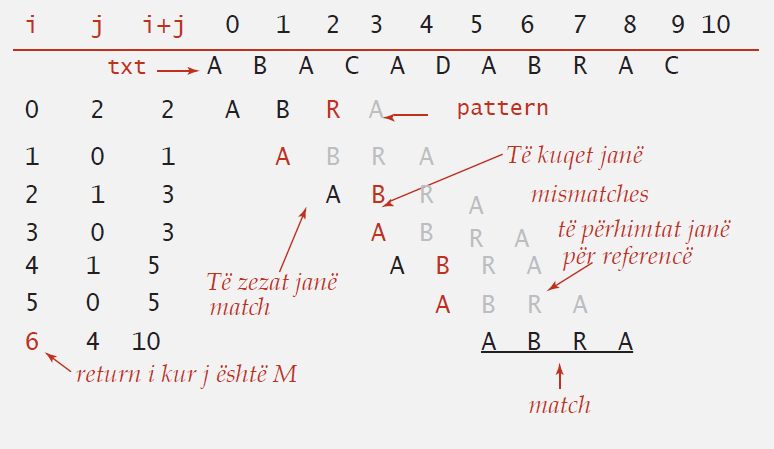 i j i+j 0 1 2 3 4 5 6 7 8 9 10
txt A B A C A D A B R A C
0 2 2 A B R A pattern
1 0 1 A B R A Të kuqet janë
2 1 3 A B R A mismatches
3 0 3 A B R A të përhimtat janë
4 1 5 A B R A për referencë
Të zezat janë
match
5 0 5 A B R A
6 4 10 A B R A
return i kur j është M
match